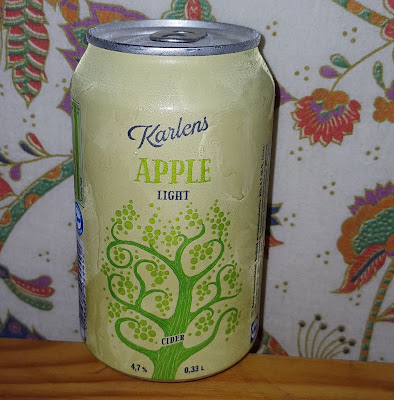 Karlens
APPLE
LIGHT
CIDER
4,7 % 0,33 L